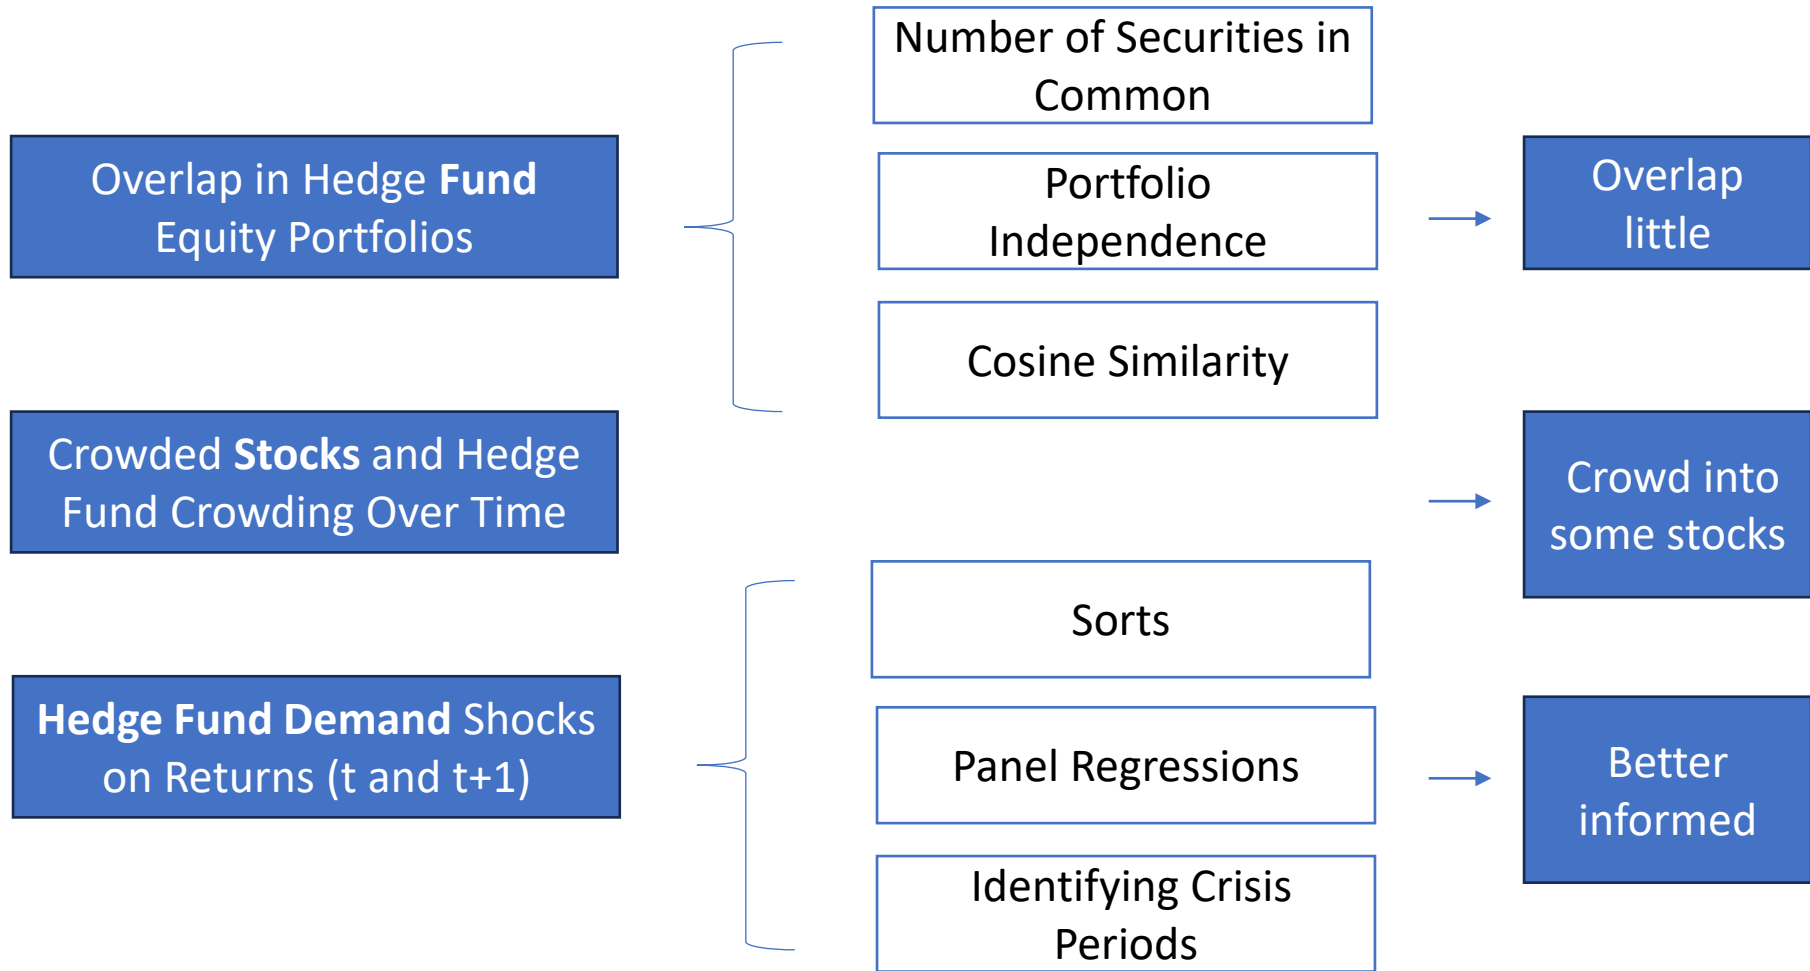 Overlap in Hedge Fund
Equity Portfolios
Number of Securities in
Common
Portfolio
Independence
Cosine Similarity
Overlap
little
Crowded Stocks and Hedge
Fund Crowding Over Time
Crowd into
some stocks
Hedge Fund Demand Shocks
on Returns (t and t+1)
Sorts
Panel Regressions
Identifying Crisis
Periods
Better
informed